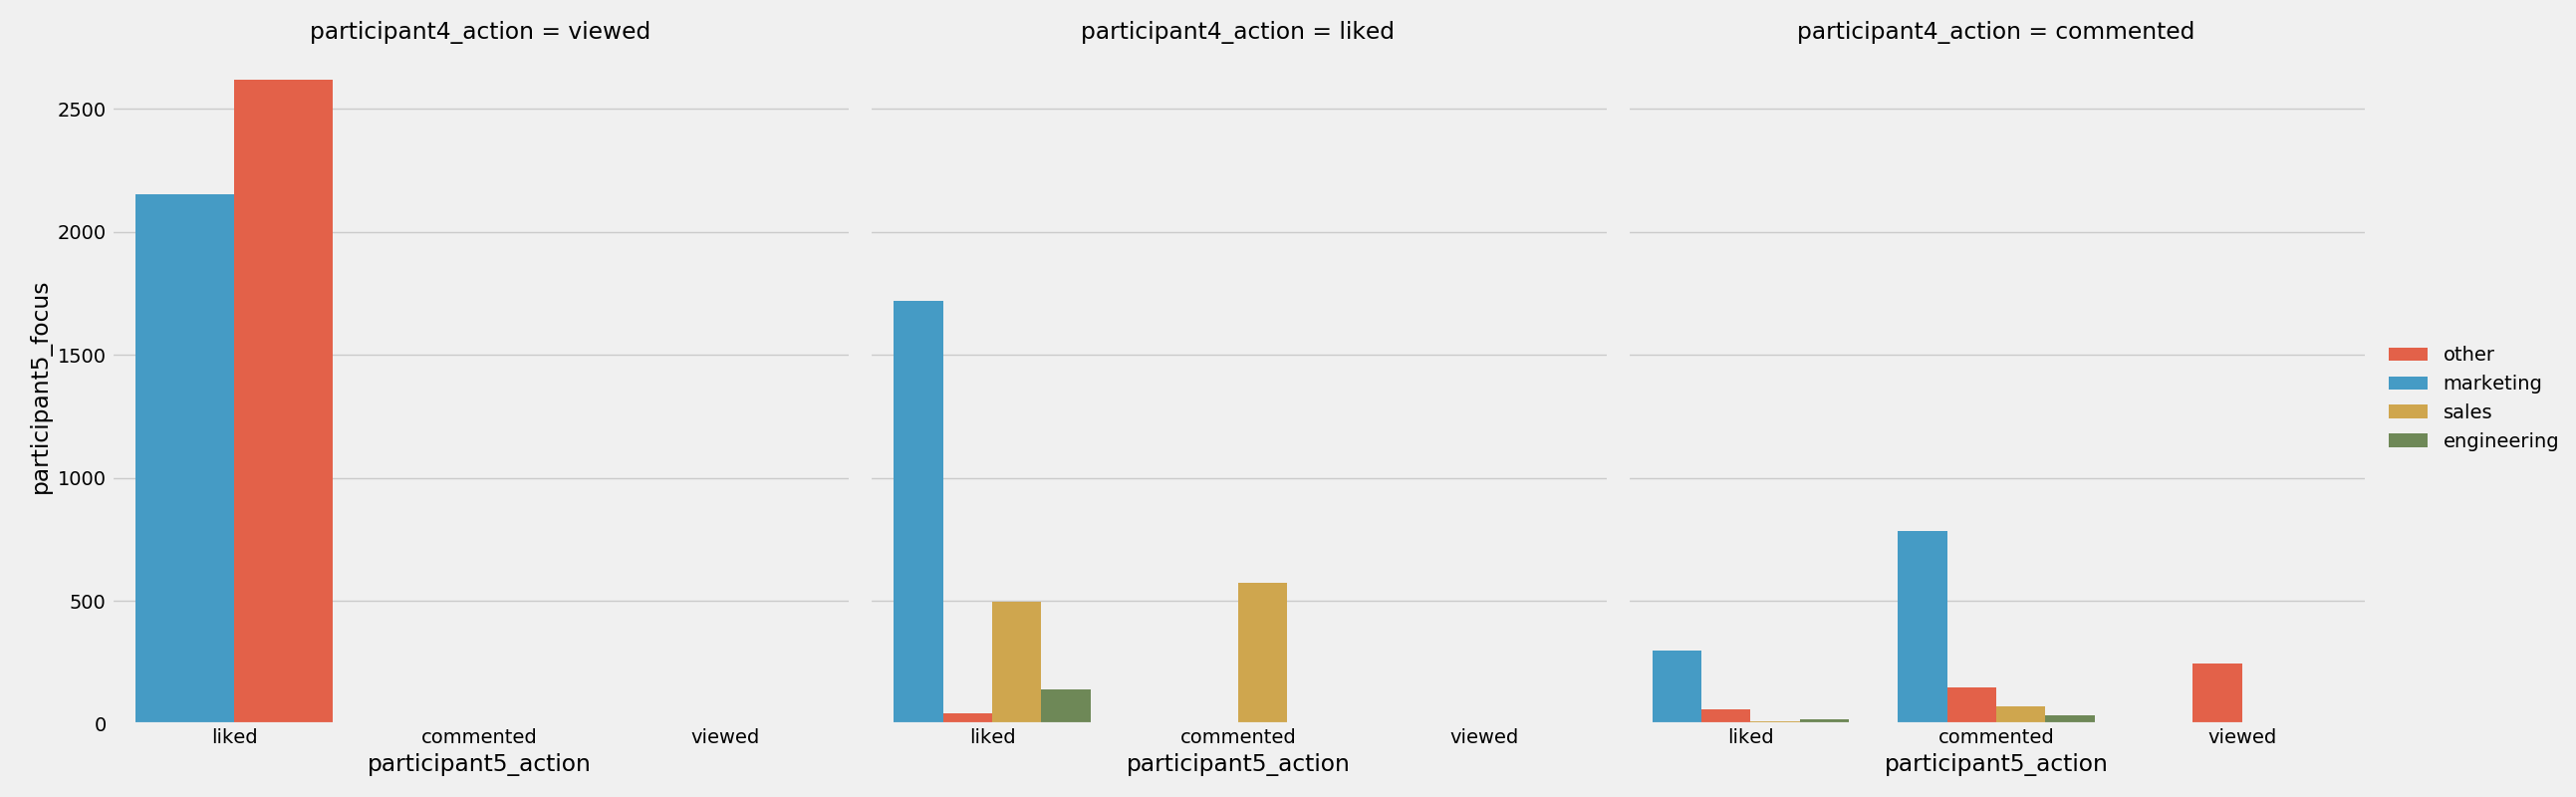 participant4_action = viewed
participant4_action = liked
participant4_action = commented
participant5_focus
2500
2000
1500
1000
500
0
liked
commented
viewed
liked
commented
viewed
liked
commented
viewed
participant5_action
participant5_action
participant5_action
other
marketing
sales
engineering